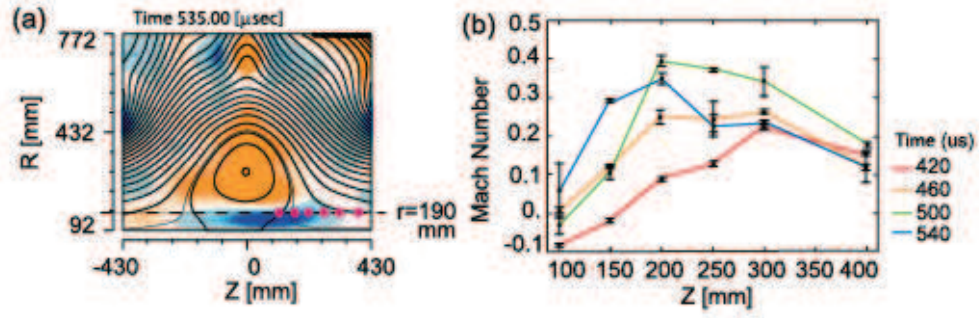 (a) Time 535.00 [μsec]
772
432
92
R [mm]
r=190
mm
-430 0 430
Z [mm]
(b)
0.5
0.4
0.3
0.2
0.1
0.
-0.1
Mach Number
100 150 200 250 300 350 400
Z [mm]
Time (us)
420
460
500
540